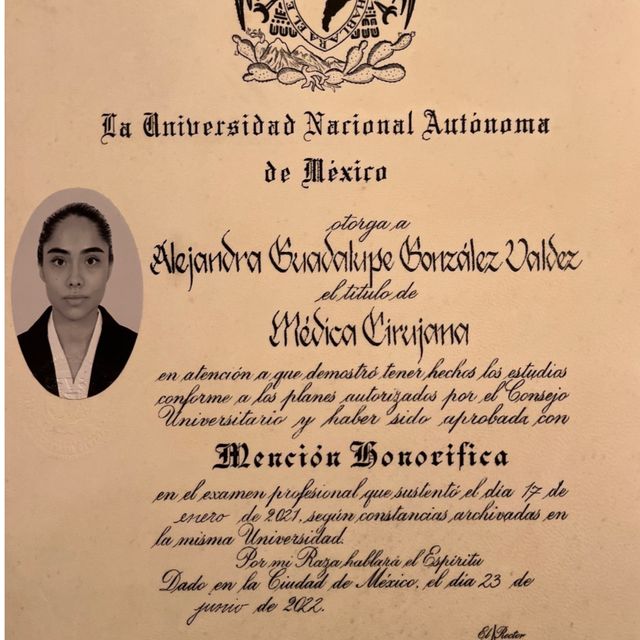 HABLARA EL E
La Universidad Nacional Autónoma
de México
otorga a
Alejandra Guadalupe González Valdez
el título de
Médica Cirujana
en atención a que demostró tener hechos los estudios
conforme a los planes autorizados por el Consejo
Universitario y haber sido aprobada con
Mención Honorífica
en el examen profesional que sustentó el día 17 de
enero de 2021, según constancias archivadas en
la misma Universidad.
Por mi Raza hablará el Espíritu
Dado en la Ciudad de México, el día 23 de
junio de 2022.
El Rector